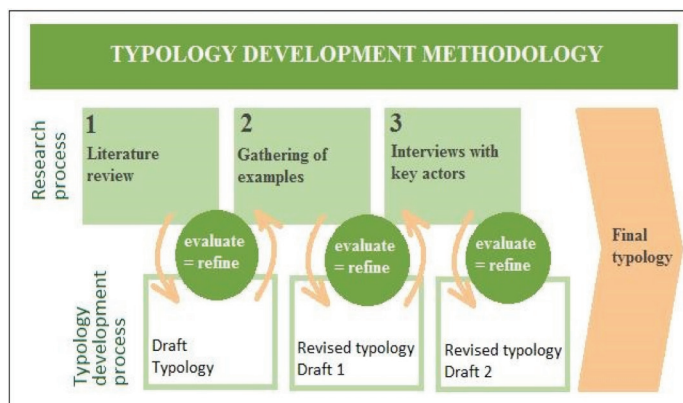 TYPOLOGY DEVELOPMENT METHODOLOGY
Research
process
1
Literature
review
2
Gathering of
examples
3
Interviews with
key actors
evaluate
= refine
evaluate
= refine
evaluate
= refine
Final
typology
Typology
development
process
Draft
Typology
Revised typology
Draft 1
Revised typology
Draft 2